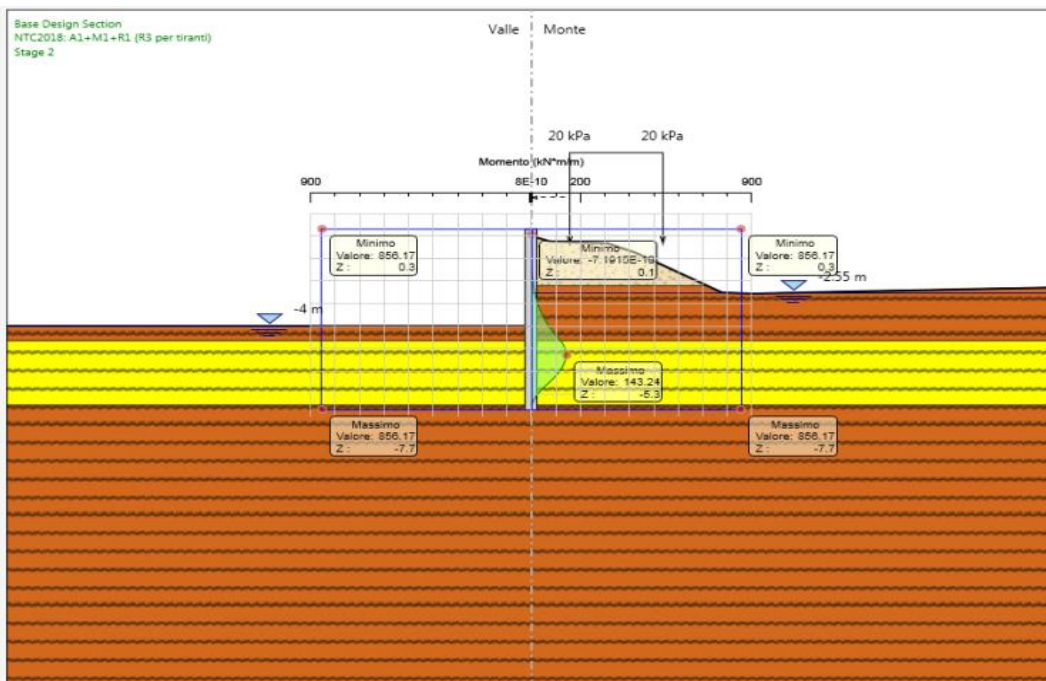 Base Design Section
NTC2018: A1+M1+R1 (R3 per tiranti)
Stage 2
Valle
Monte
20 kPa
20 kPa
Momento (kN*m/m)
900
8E-10
200
900
Minimo
Valore: 856.17
Z : 0.3
Minimo
Z : 0.1
Minimo
Valore: 856.17
Z : 0.3
-2.55 m
-4 m
Massimo
Valore: 143.24
Z : -5.3
Massimo
Valore: 856.17
Z : -7.7
Massimo
Valore: 856.17
Z : -7.7